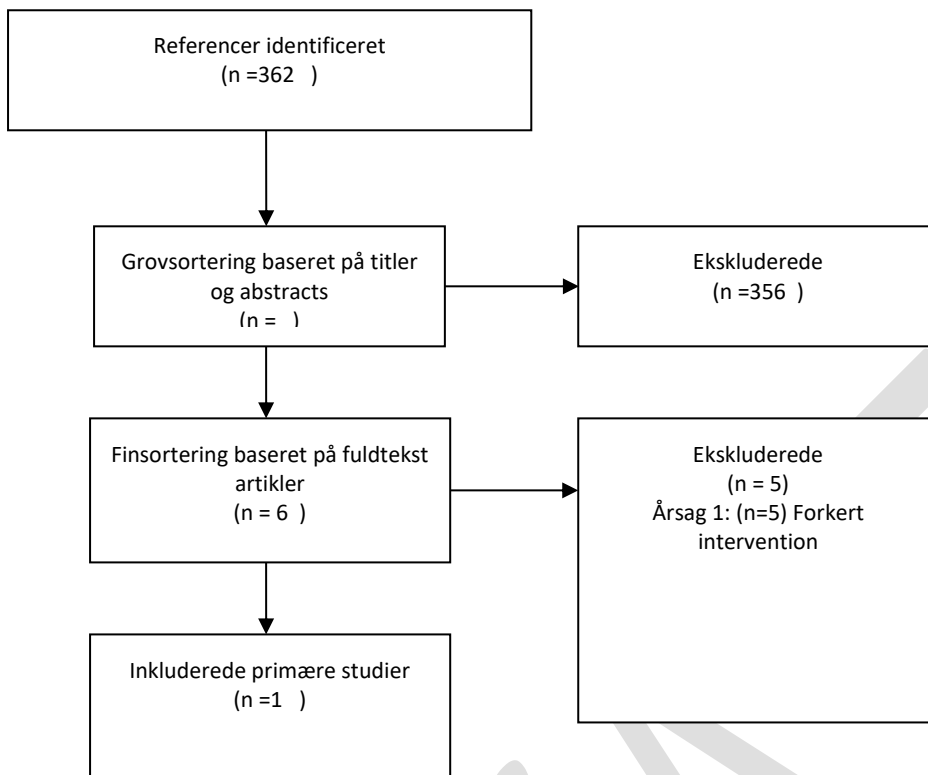 Referencer identificeret
(n =362   )
Grovsortering baseret på titler
og abstracts
(n =   )
Ekskluderede
(n =356  )
Finsortering baseret på fuldtekst
artikler
(n = 6   )
Ekskluderede
(n = 5)
Årsag 1: (n=5) Forkert
intervention
Inkluderede primære studier
(n =1   )